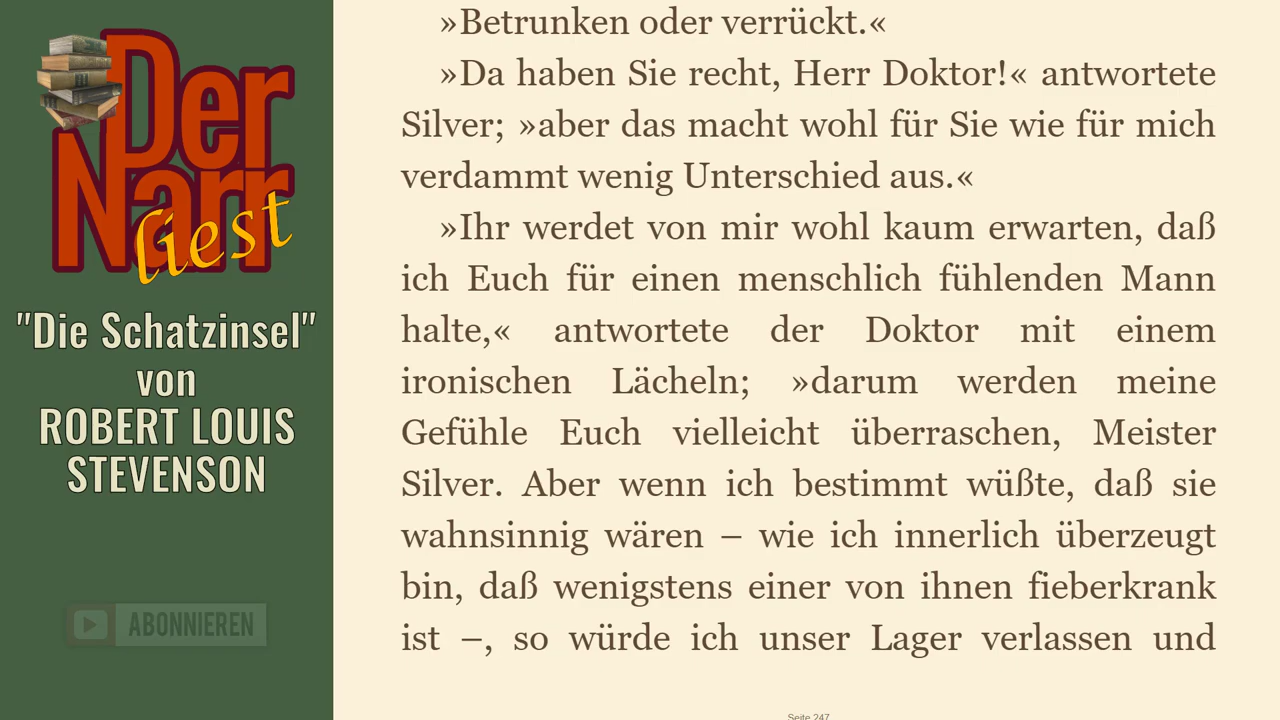 Der
Narr
liest
"Die Schatzinsel"
von
ROBERT LOUIS
STEVENSON
ABONNIEREN
»Betrunken oder verrückt.«
»Da haben Sie recht, Herr Doktor!« antwortete
Silver; »aber das macht wohl für Sie wie für mich
verdammt wenig Unterschied aus.«
»Ihr werdet von mir wohl kaum erwarten, daß
ich Euch für einen menschlich fühlenden Mann
halte,« antwortete der Doktor mit einem
ironischen Lächeln; »darum werden meine
Gefühle Euch vielleicht überraschen, Meister
Silver. Aber wenn ich bestimmt wüßte, daß sie
wahnsinnig wären – wie ich innerlich überzeugt
bin, daß wenigstens einer von ihnen fieberkrank
ist –, so würde ich unser Lager verlassen und
Seite 247